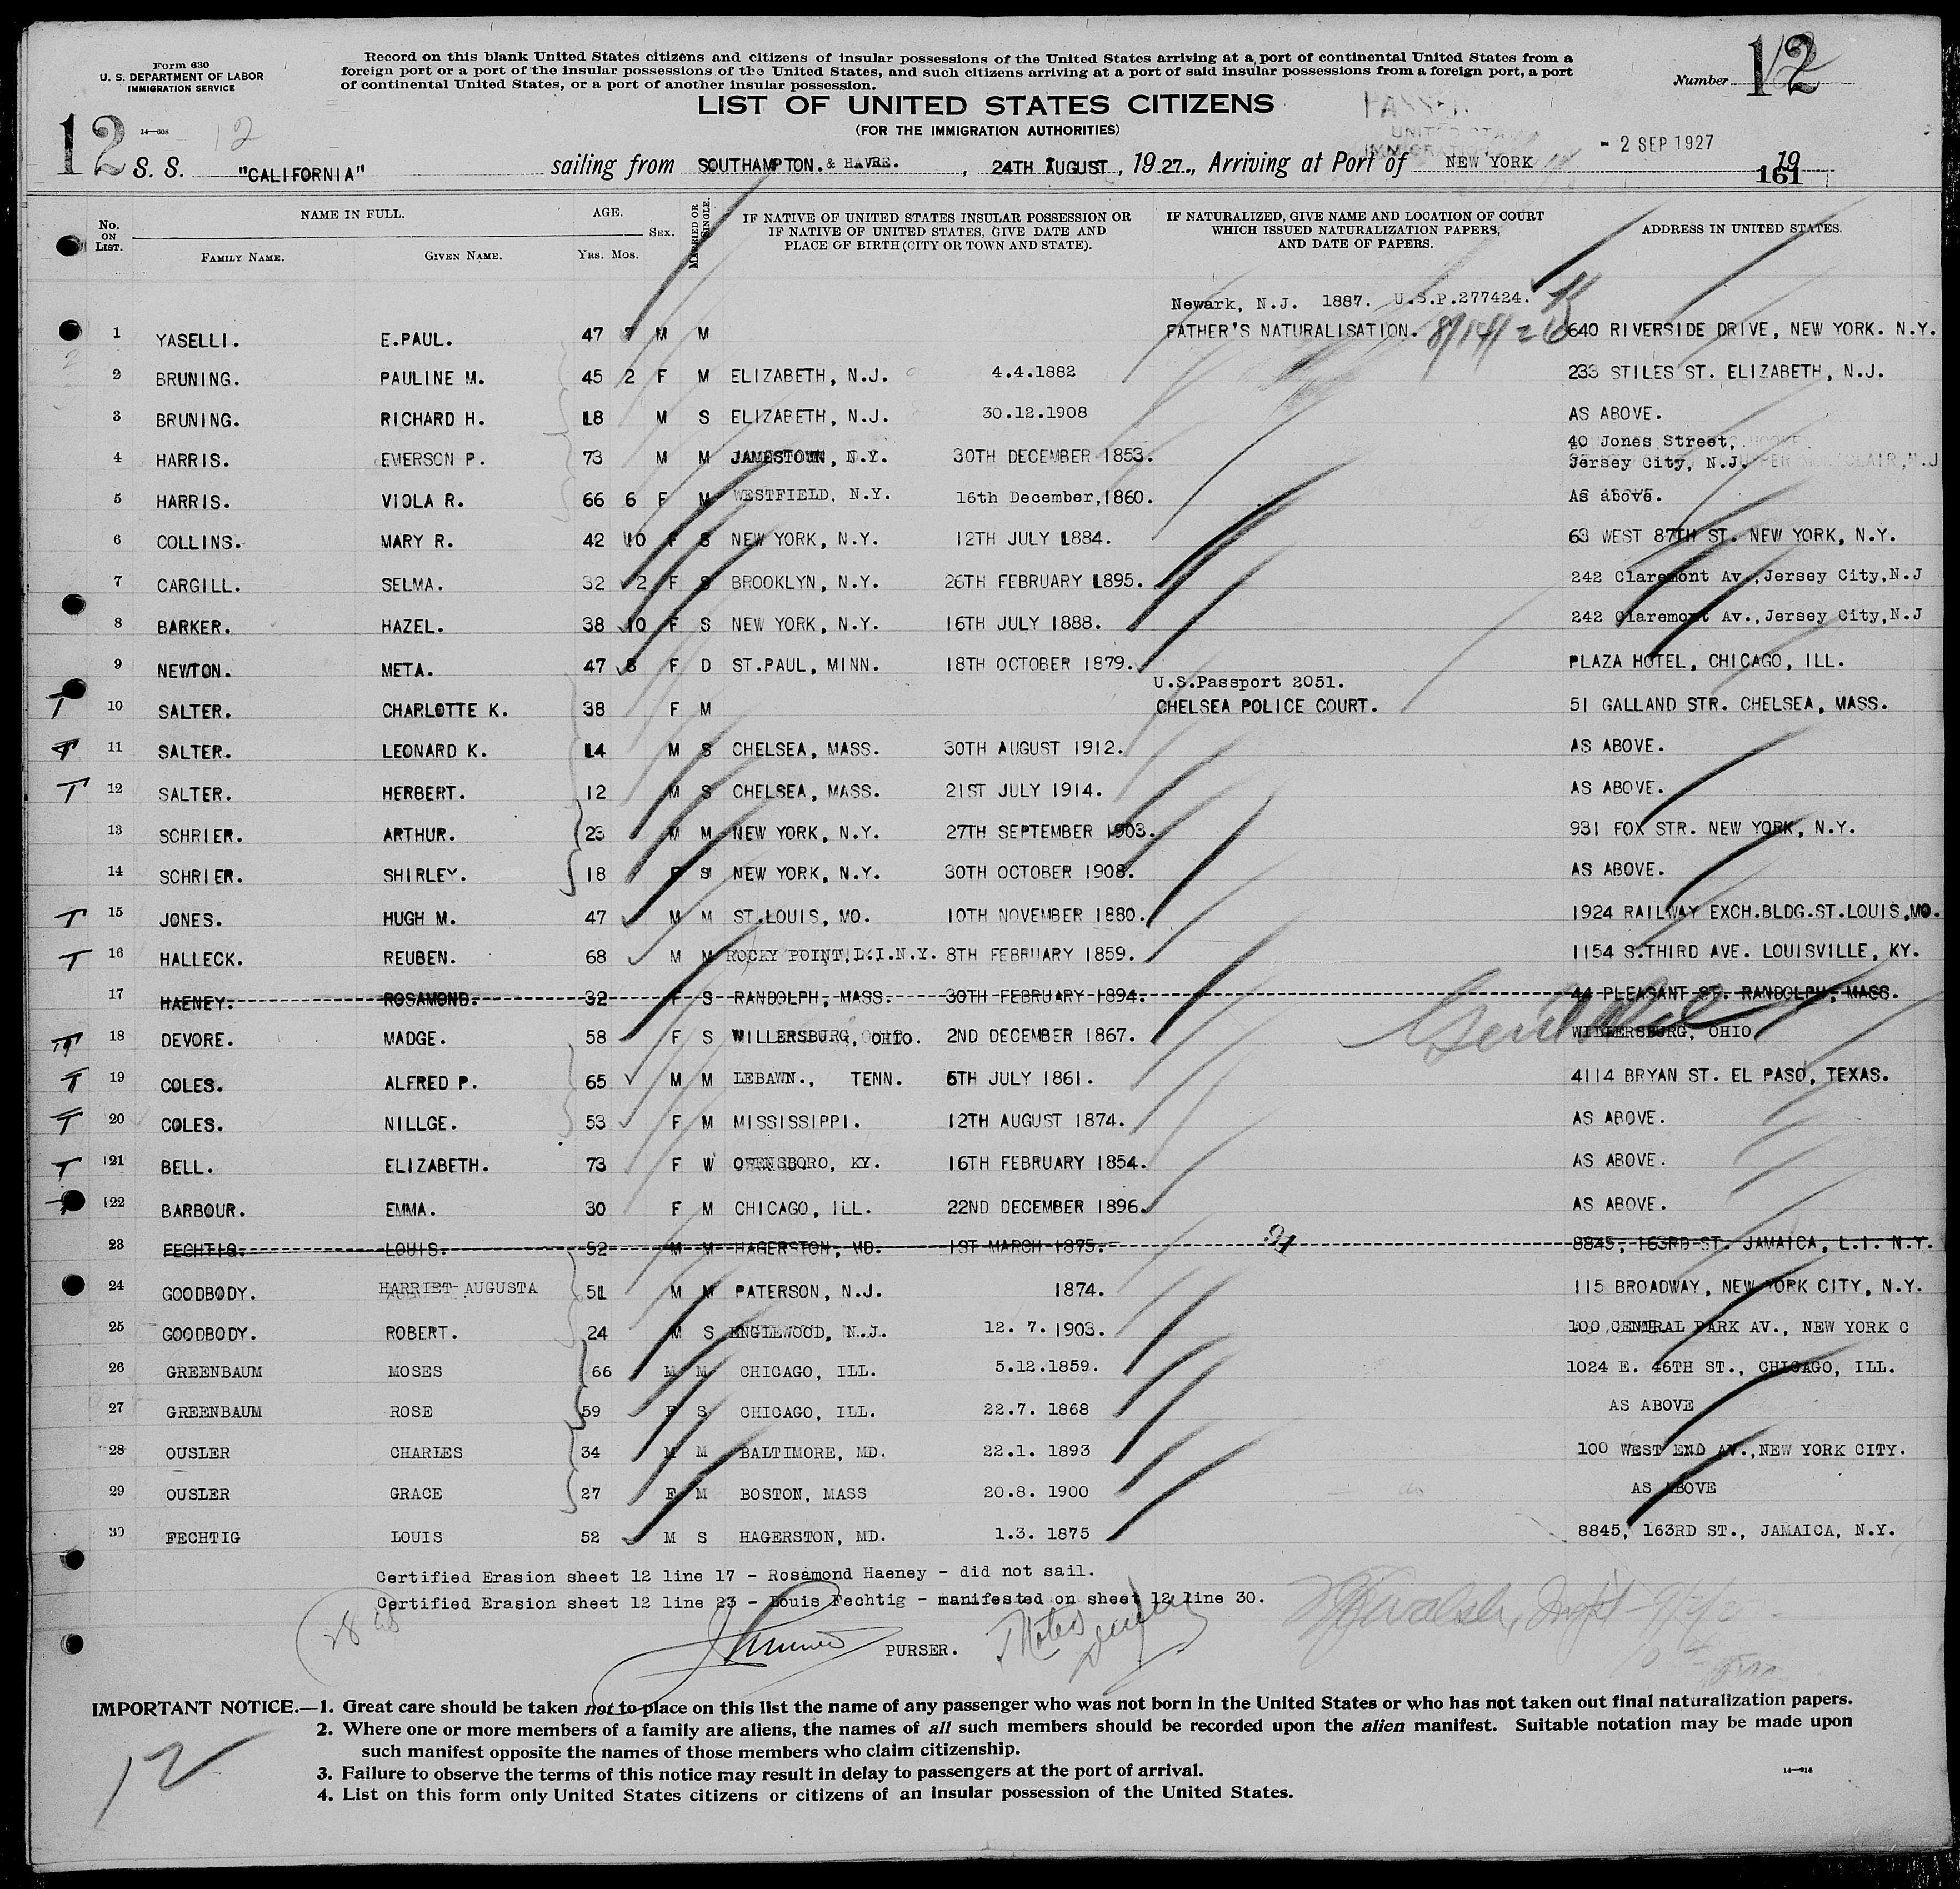 Form 630
U. S. DEPARTMENT OF LABOR
IMMIGRATION SERVICE
14—608
Record on this blank United States citizens and citizens of insular possessions of the United States arriving at a port of continental United States from a
foreign port or a port of the insular possessions of the United States, and such citizens arriving at a port of said insular possessions from a foreign port, a port
of continental United States, or a port of another insular possession.
Number 12
LIST OF UNITED STATES CITIZENS
(FOR THE IMMIGRATION AUTHORITIES)
12 12
S. S. "CALIFORNIA" sailing from SOUTHAMPTON. & HAVRE. , 24TH AUGUST , 19 27., Arriving at Port of NEW YORK - 2 SEP 1927 19
161
No. ON LIST. NAME IN FULL. FAMILY NAME. GIVEN NAME. AGE. YRS. MOS. SEX. MARRIED OR SINGLE. IF NATIVE OF UNITED STATES INSULAR POSSESSION OR IF NATIVE OF UNITED STATES, GIVE DATE AND PLACE OF BIRTH (CITY OR TOWN AND STATE). IF NATURALIZED, GIVE NAME AND LOCATION OF COURT WHICH ISSUED NATURALIZATION PAPERS, AND DATE OF PAPERS. ADDRESS IN UNITED STATES.
Newark, N.J. 1887. U.S.P.277424.
1 YASELLI. E.PAUL. 47 7 M M FATHER'S NATURALISATION. 8/14/26 640 RIVERSIDE DRIVE, NEW YORK. N.Y.
2 BRUNING. PAULINE M. 45 2 F M ELIZABETH, N.J. 4.4.1882 233 STILES ST. ELIZABETH, N.J.
3 BRUNING. RICHARD H. 18 M S ELIZABETH, N.J. 30.12.1908 AS ABOVE.
4 HARRIS. EMERSON P. 73 M M JAMESTOWN, N.Y. 30TH DECEMBER 1853. 40 Jones Street, Jersey City, N.J.
5 HARRIS. VIOLA R. 66 6 F M WESTFIELD, N.Y. 16th December, 1860. As above.
6 COLLINS. MARY R. 42 10 F S NEW YORK, N.Y. 12TH JULY 1884. 63 WEST 87TH ST. NEW YORK, N.Y.
7 CARGILL. SELMA. 32 2 F S BROOKLYN, N.Y. 26TH FEBRUARY 1895. 242 Claremont Av., Jersey City, N.J
8 BARKER. HAZEL. 38 10 F S NEW YORK, N.Y. 16TH JULY 1888. 242 Claremont Av., Jersey City, N.J
9 NEWTON. META. 47 8 F D ST.PAUL, MINN. 18TH OCTOBER 1879. PLAZA HOTEL, CHICAGO, ILL.
U.S.Passport 2051.
T 10 SALTER. CHARLOTTE K. 38 F M CHELSEA POLICE COURT. 51 GALLAND STR. CHELSEA, MASS.
T 11 SALTER. LEONARD K. 14 M S CHELSEA, MASS. 30TH AUGUST 1912. AS ABOVE.
T 12 SALTER. HERBERT. 12 M S CHELSEA, MASS. 21ST JULY 1914. AS ABOVE.
13 SCHRIER. ARTHUR. 23 M M NEW YORK, N.Y. 27TH SEPTEMBER 1903. 931 FOX STR. NEW YORK, N.Y.
14 SCHRIER. SHIRLEY. 18 F S NEW YORK, N.Y. 30TH OCTOBER 1908. AS ABOVE.
T 15 JONES. HUGH M. 47 M M ST.LOUIS, MO. 10TH NOVEMBER 1880. 1924 RAILWAY EXCH.BLDG.ST.LOUIS,MO.
T 16 HALLECK. REUBEN. 68 M M ROCKY POINT, L.I.N.Y. 8TH FEBRUARY 1859. 1154 S.THIRD AVE. LOUISVILLE, KY.
17 HAENEY. ROSAMOND. 32 F S RANDOLPH, MASS. 30TH FEBRUARY 1894. 44 PLEASANT ST. RANDOLPH, MASS.
T 18 DEVORE. MADGE. 58 F S WILLERSBURG, OHIO. 2ND DECEMBER 1867. WILLERSBURG, OHIO
T 19 COLES. ALFRED P. 65 M M LEBAWN., TENN. 6TH JULY 1861. 4114 BRYAN ST. EL PASO, TEXAS.
T 20 COLES. NILLGE. 53 F M MISSISSIPPI. 12TH AUGUST 1874. AS ABOVE.
T 21 BELL. ELIZABETH. 73 F W OWENSBORO, KY. 16TH FEBRUARY 1854. AS ABOVE.
22 BARBOUR. EMMA. 30 F M CHICAGO, ILL. 22ND DECEMBER 1896. AS ABOVE.
23 FECHTIG. LOUIS. 52 M M HAGERSTON, MD. 1ST MARCH 1875. 8845, 163RD ST. JAMAICA, L.I. N.Y.
24 GOODBODY. HARRIET AUGUSTA 51 M M PATERSON, N.J. 1874. 115 BROADWAY, NEW YORK CITY, N.Y.
25 GOODBODY. ROBERT. 24 M S ENGLEWOOD, N.J. 12. 7. 1903. 100 CENTRAL PARK AV., NEW YORK C
26 GREENBAUM MOSES 66 M M CHICAGO, ILL. 5.12.1859. 1024 E. 46TH ST., CHICAGO, ILL.
27 GREENBAUM ROSE 59 F S CHICAGO, ILL. 22.7. 1868 AS ABOVE
28 OUSLER CHARLES 34 M M BALTIMORE, MD. 22.1. 1893 100 WEST END AV., NEW YORK CITY.
29 OUSLER GRACE 27 F M BOSTON, MASS 20.8. 1900 AS ABOVE
30 FECHTIG LOUIS 52 M S HAGERSTON, MD. 1.3. 1875 8845, 163RD ST., JAMAICA, N.Y.
Certified Erasion sheet 12 line 17 - Rosamond Haeney - did not sail.
Certified Erasion sheet 12 line 23 - Louis Fechtig - manifested on sheet 12 line 30.
PURSER.
IMPORTANT NOTICE.—1. Great care should be taken not to place on this list the name of any passenger who was not born in the United States or who has not taken out final naturalization papers.
2. Where one or more members of a family are aliens, the names of all such members should be recorded upon the alien manifest. Suitable notation may be made upon
such manifest opposite the names of those members who claim citizenship.
3. Failure to observe the terms of this notice may result in delay to passengers at the port of arrival.
4. List on this form only United States citizens or citizens of an insular possession of the United States.
12